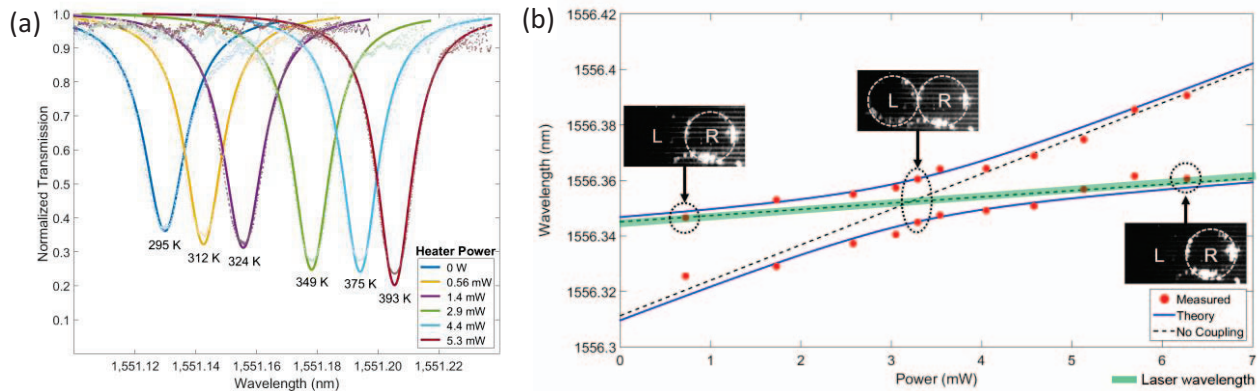 (a)
Normalized Transmission
1.0
0.9
0.8
0.7
0.6
0.5
0.4
0.3
0.2
0.1
295 K
312 K
324 K
349 K
375 K
393 K
Heater Power
0 W
0.56 mW
1.4 mW
2.9 mW
4.4 mW
5.3 mW
1,551.12
1,551.14
1,551.16
1,551.18
1,551.20
1,551.22
Wavelength (nm)
(b)
Wavelength (nm)
1556.42
1556.4
1556.38
1556.36
1556.34
1556.32
1556.3
L R
L R
L R
Measured
Theory
No Coupling
0 1 2 3 4 5 6 7
Power (mW)
Laser wavelength